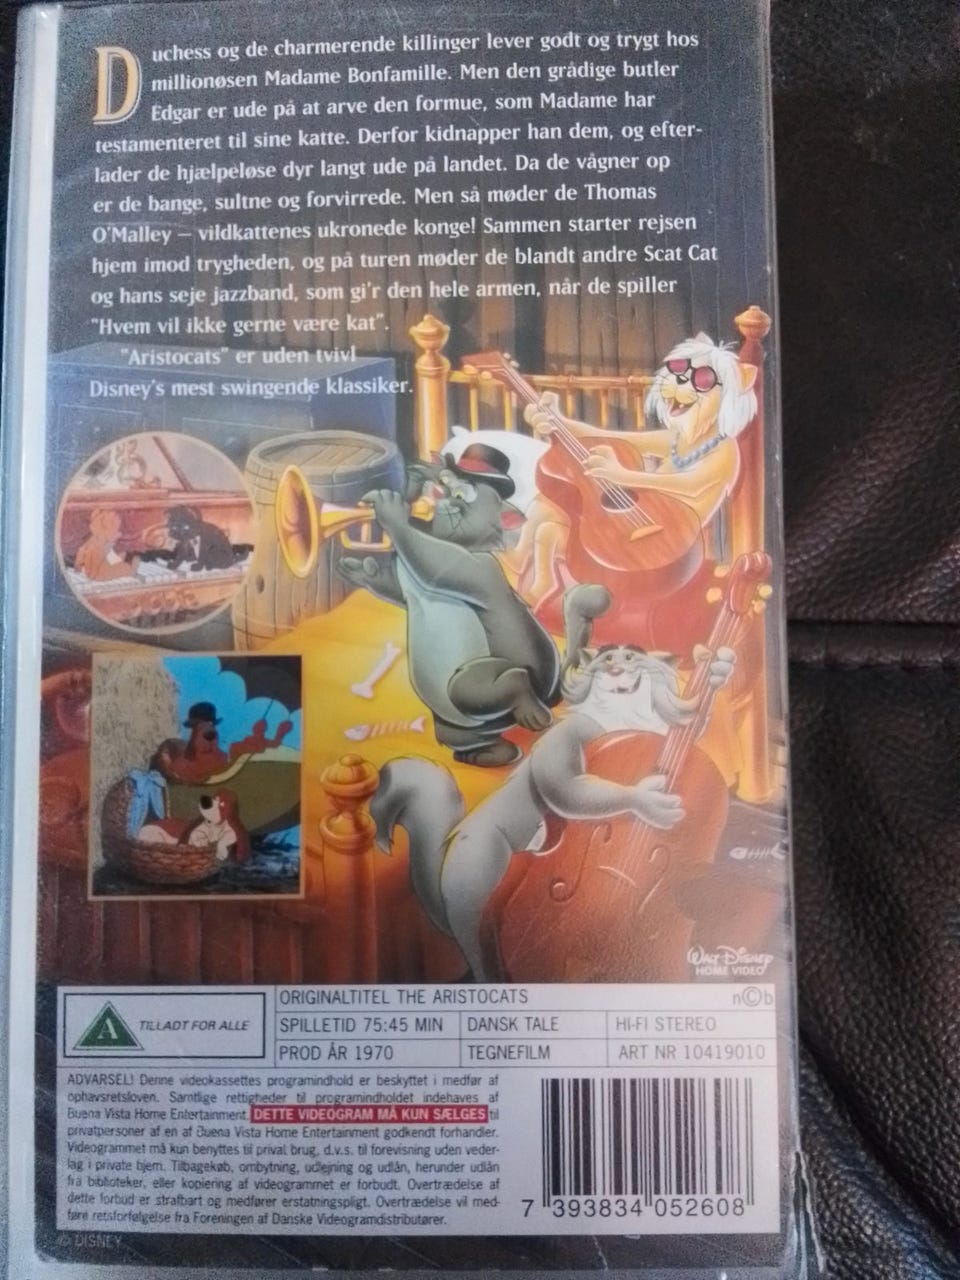 Duchess og de charmerende killinger lever godt og trygt hos
millionøsen Madame Bonfamille. Men den grådige butler
Edgar er ude på at arve den formue, som Madame har
testamenteret til sine katte. Derfor kidnapper han dem, og efter-
lader de hjælpeløse dyr langt ude på landet. Da de vågner op
er de bange, sultne og forvirrede. Men så møder de Thomas
O'Malley – vildkattenes ukronede konge! Sammen starter rejsen
hjem imod trygheden, og på turen møder de blandt andre Scat Cat
og hans seje jazzband, som gi'r den hele armen, når de spiller
"Hvem vil ikke gerne være kat".
"Aristocats" er uden tvivl
Disney's mest swingende klassiker.
WALT DISNEY
HOME VIDEO
A TILLADT FOR ALLE
ORIGINALTITEL THE ARISTOCATS n©b
SPILLETID 75:45 MIN DANSK TALE HI-FI STEREO
PROD ÅR 1970 TEGNEFILM ART NR 10419010
ADVARSEL! Denne videokassettes programindhold er beskyttet i medfør af
ophavsretsloven. Samtlige rettigheder til programindholdet indehaves af
Buena Vista Home Entertainment. DETTE VIDEOGRAM MÅ KUN SÆLGES til
privatpersoner af en af Buena Vista Home Entertainment godkendt forhandler.
Videogrammet må kun benyttes til privat brug, d.v.s. til forevisning uden veder-
lag i private hjem. Tilbagekøb, ombytning, udlejning og udlån, herunder udlån
fra biblioteker, eller kopiering af videogrammet er forbudt. Overtrædelse af
dette forbud er strafbart og medfører erstatningspligt. Overtrædelse vil med-
føre retsforfølgelse fra Foreningen af Danske Videogramdistributører.
7 393834 052608
© DISNEY